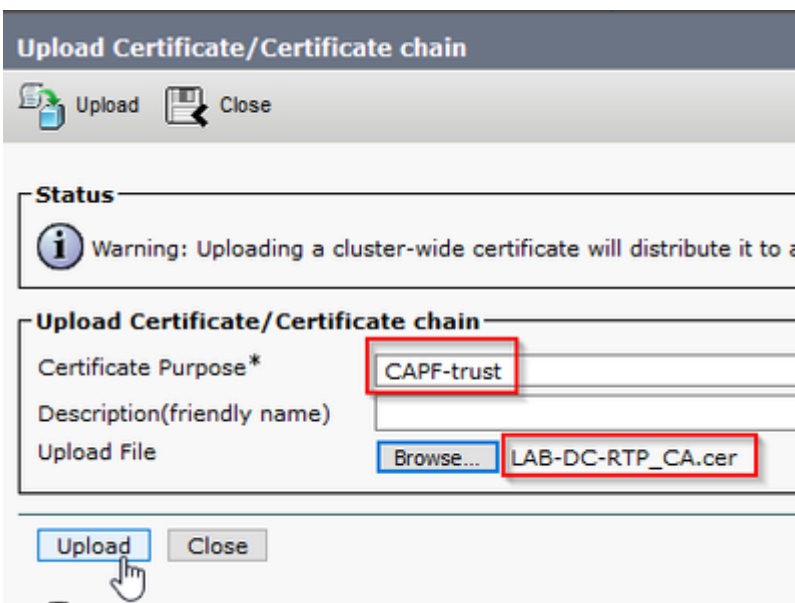 Upload Certificate/Certificate chain
Upload Close
Status
i Warning: Uploading a cluster-wide certificate will distribute it to
Upload Certificate/Certificate chain
Certificate Purpose* CAPF-trust
Description(friendly name)
Upload File Browse... LAB-DC-RTP_CA.cer
Upload Close